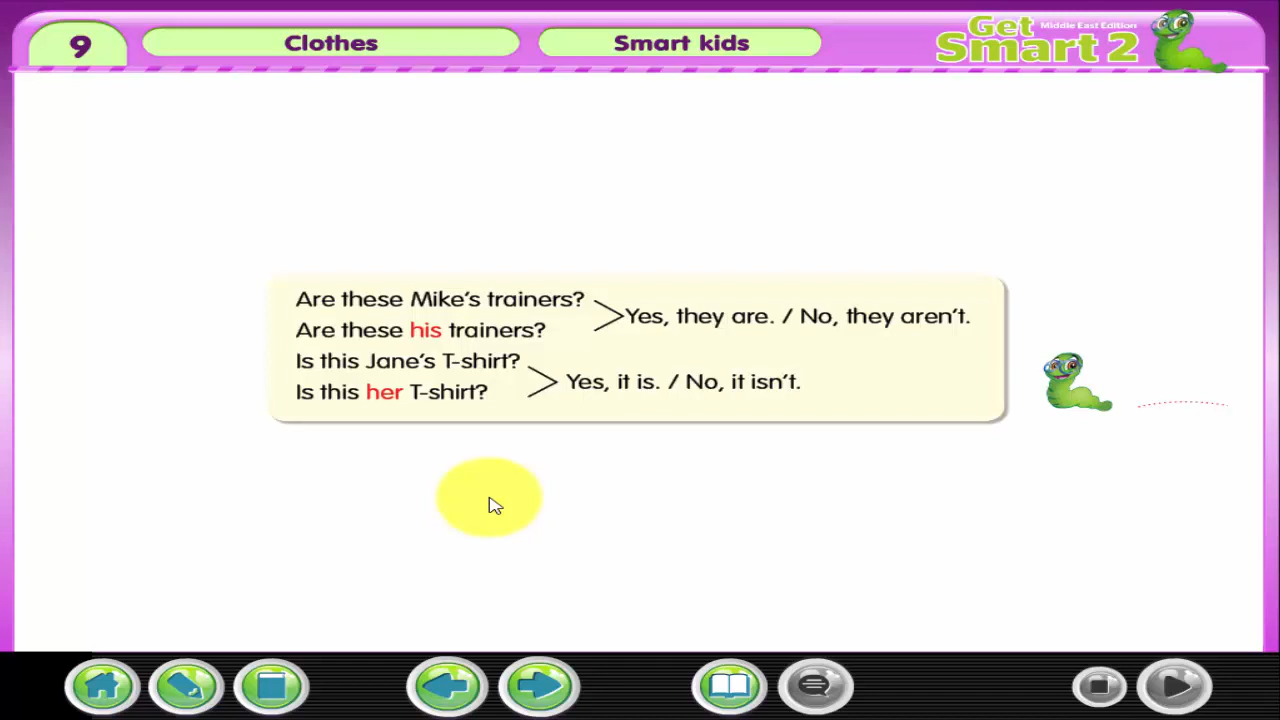 9
Clothes
Smart kids
Get
Middle East Edition
Smart 2
Are these Mike's trainers?
Are these his trainers?
Yes, they are. / No, they aren't.
Is this Jane's T-shirt?
Is this her T-shirt?
Yes, it is. / No, it isn't.